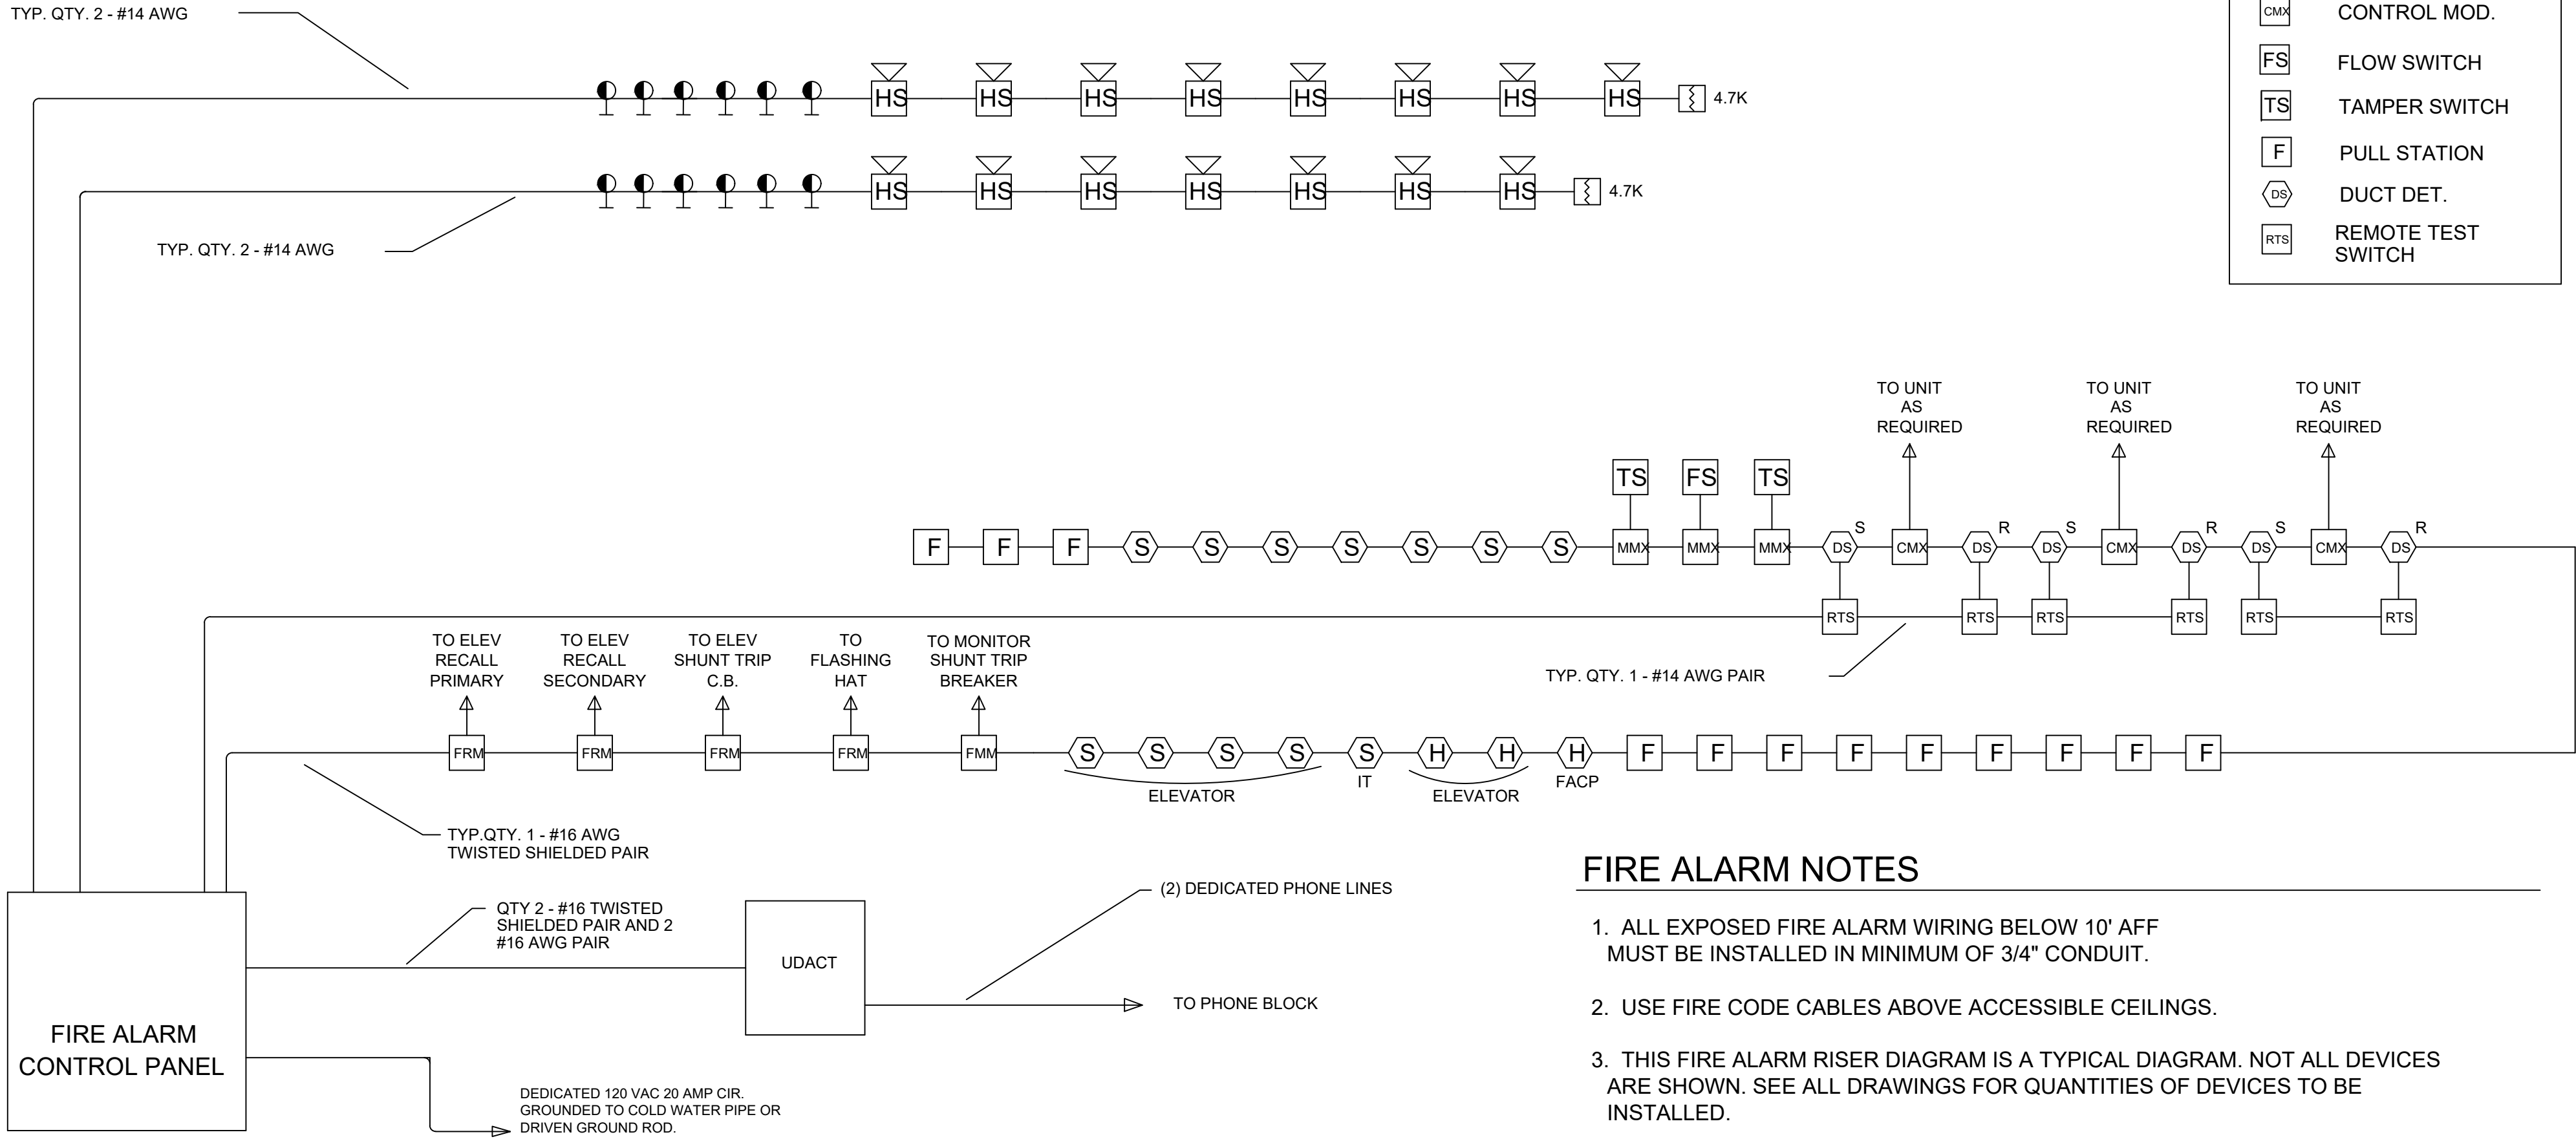 TYP. QTY. 2 - #14 AWG
CMX CONTROL MOD.
FS FLOW SWITCH
TS TAMPER SWITCH
F PULL STATION
DS DUCT DET.
RTS REMOTE TEST
SWITCH
HS HS HS HS HS HS HS HS 4.7K
HS HS HS HS HS HS HS 4.7K
TYP. QTY. 2 - #14 AWG
TO UNIT
AS
REQUIRED
TO UNIT
AS
REQUIRED
TO UNIT
AS
REQUIRED
TS FS TS
S R S R S R
F F F S S S S S S S MMX MMX MMX DS CMX DS DS CMX DS DS CMX DS
RTS RTS RTS RTS RTS RTS
TYP. QTY. 1 - #14 AWG PAIR
TO ELEV
RECALL
PRIMARY
TO ELEV
RECALL
SECONDARY
TO ELEV
SHUNT TRIP
C.B.
TO
FLASHING
HAT
TO MONITOR
SHUNT TRIP
BREAKER
FRM FRM FRM FRM FMM S S S S S H H H F F F F F F F F F
ELEVATOR IT ELEVATOR FACP
TYP.QTY. 1 - #16 AWG
TWISTED SHIELDED PAIR
QTY 2 - #16 TWISTED
SHIELDED PAIR AND 2
#16 AWG PAIR
(2) DEDICATED PHONE LINES
UDACT
TO PHONE BLOCK
FIRE ALARM
CONTROL PANEL
DEDICATED 120 VAC 20 AMP CIR.
GROUNDED TO COLD WATER PIPE OR
DRIVEN GROUND ROD.
FIRE ALARM NOTES
1. ALL EXPOSED FIRE ALARM WIRING BELOW 10' AFF
MUST BE INSTALLED IN MINIMUM OF 3/4" CONDUIT.
2. USE FIRE CODE CABLES ABOVE ACCESSIBLE CEILINGS.
3. THIS FIRE ALARM RISER DIAGRAM IS A TYPICAL DIAGRAM. NOT ALL DEVICES
ARE SHOWN. SEE ALL DRAWINGS FOR QUANTITIES OF DEVICES TO BE
INSTALLED.